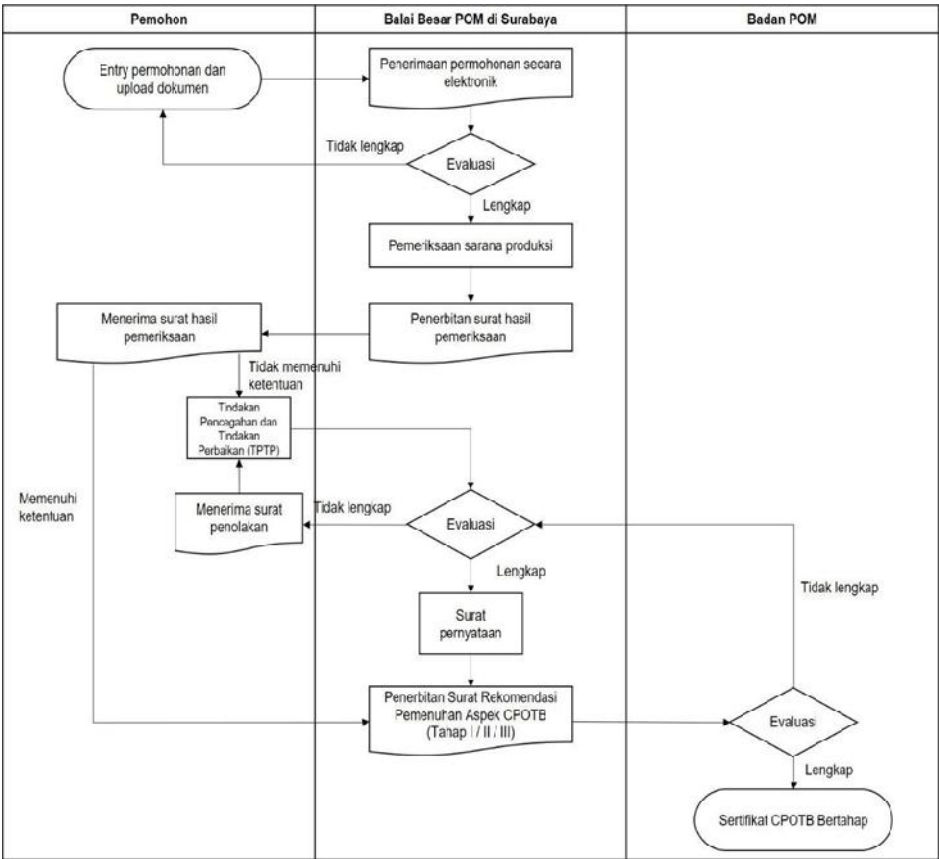 Pemohon
Balai Besar POM di Surabaya
Badan POM
Entry permohonan dan
upload dokumen
Penerimaan permohonan secara
elektronik
Tidak lengkap
Evaluasi
Lengkap
Pemeriksaan sarana produksi
Menerima surat hasil
pemeriksaan
Penerbitan surat hasil
pemeriksaan
Tidak memenuhi
ketentuan
Tindakan
Pencegahan dan
Tindakan
Perbaikan (TPTP)
Memenuhi
ketentuan
Menerima surat
penolakan
Tidak lengkap
Evaluasi
Lengkap
Tidak lengkap
Surat
pernyataan
Penerbitan Surat Rekomendasi
Pemenuhan Aspek CPOTB
(Tahap I / II / III)
Evaluasi
Lengkap
Sertifikat CPOTB Bertahap